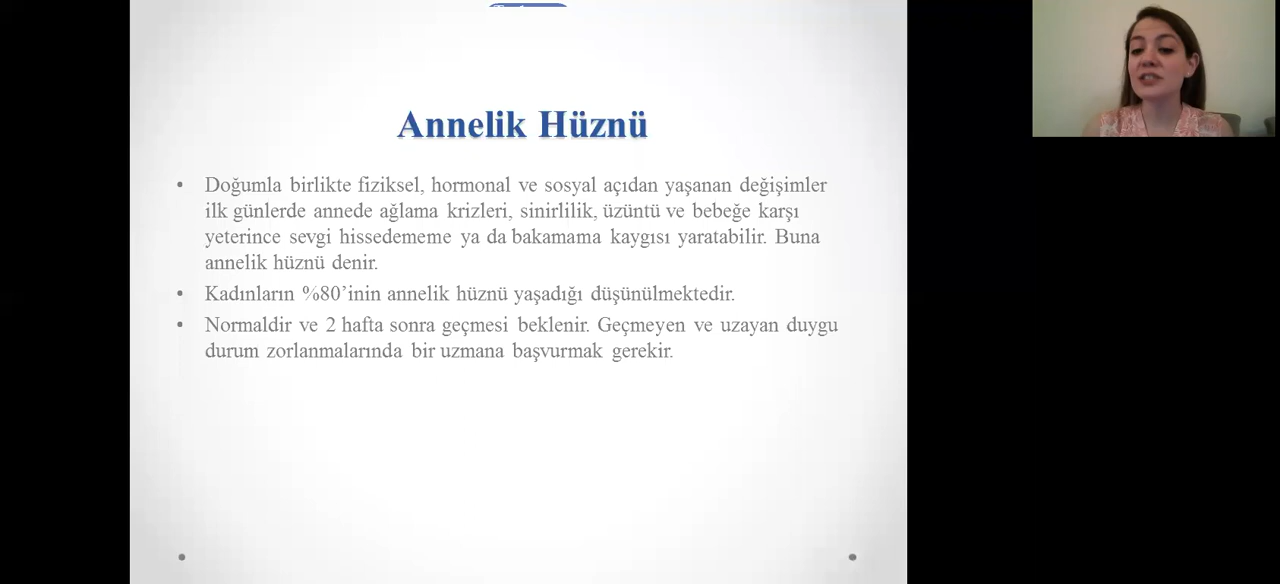 Annelik Hüznü
• Doğumla birlikte fiziksel, hormonal ve sosyal açıdan yaşanan değişimler
ilk günlerde annede ağlama krizleri, sinirlilik, üzüntü ve bebeğe karşı
yeterince sevgi hissedememe ya da bakamama kaygısı yaratabilir. Buna
annelik hüznü denir.
• Kadınların %80’inin annelik hüznü yaşadığı düşünülmektedir.
• Normaldir ve 2 hafta sonra geçmesi beklenir. Geçmeyen ve uzayan duygu
durum zorlanmalarında bir uzmana başvurmak gerekir.